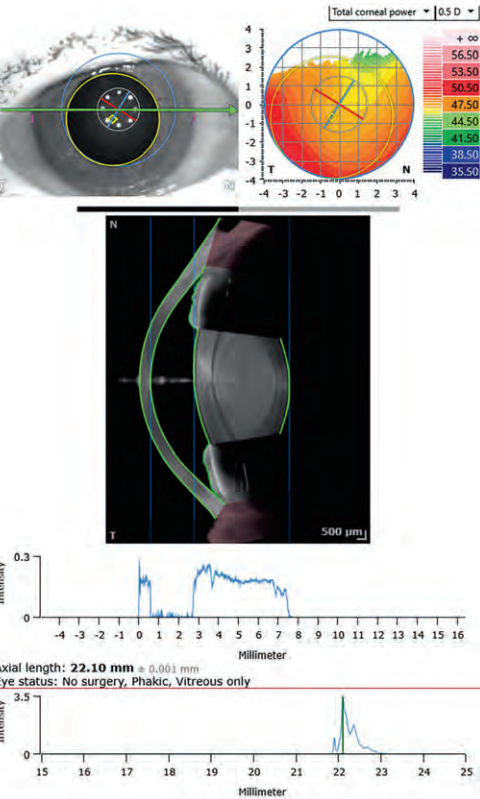 Total corneal power 0.5 D
4
3
2
1
0
-1
-2
-3
-4
T N
-4 -3 -2 -1 0 1 2 3 4
+ ∞
56.50
53.50
50.50
47.50
44.50
41.50
38.50
35.50
N
T
500 µm
0.3
0
Intensity
-4 -3 -2 -1 0 1 2 3 4 5 6 7 8 9 10 11 12 13 14 15 16
Millimeter
Axial length: 22.10 mm ± 0.001 mm
Eye status: No surgery, Phakic, Vitreous only
3.5
0
Intensity
15 16 17 18 19 20 21 22 23 24 25
Millimeter